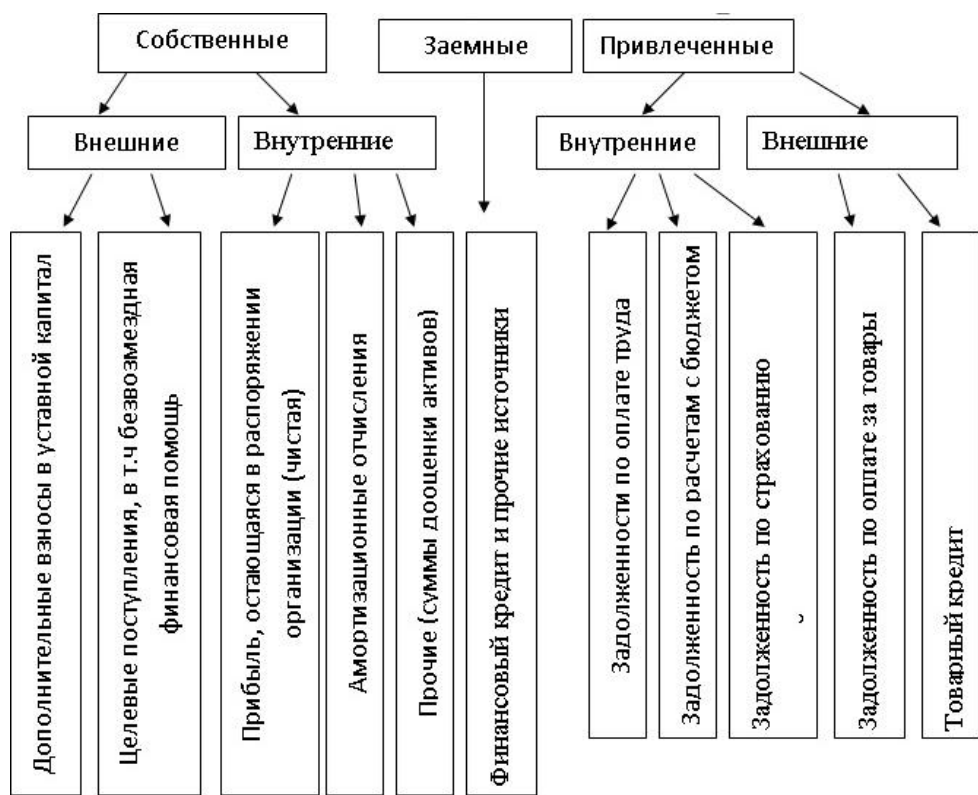 Собственные
Заемные
Привлеченные
Внешние
Внутренние
Внутренние
Внешние
Дополнительные взносы в уставной капитал
Целевые поступления, в т.ч безвозмездная
финансовая помощь
Прибыль, остающаяся в распоряжении
организации (чистая)
Амортизационные отчисления
Прочие (суммы дооценки активов)
Финансовый кредит и прочие источники
Задолженности по оплате труда
Задолженность по расчетам с бюджетом
Задолженность по страхованию
Задолженность по оплате за товары
Товарный кредит